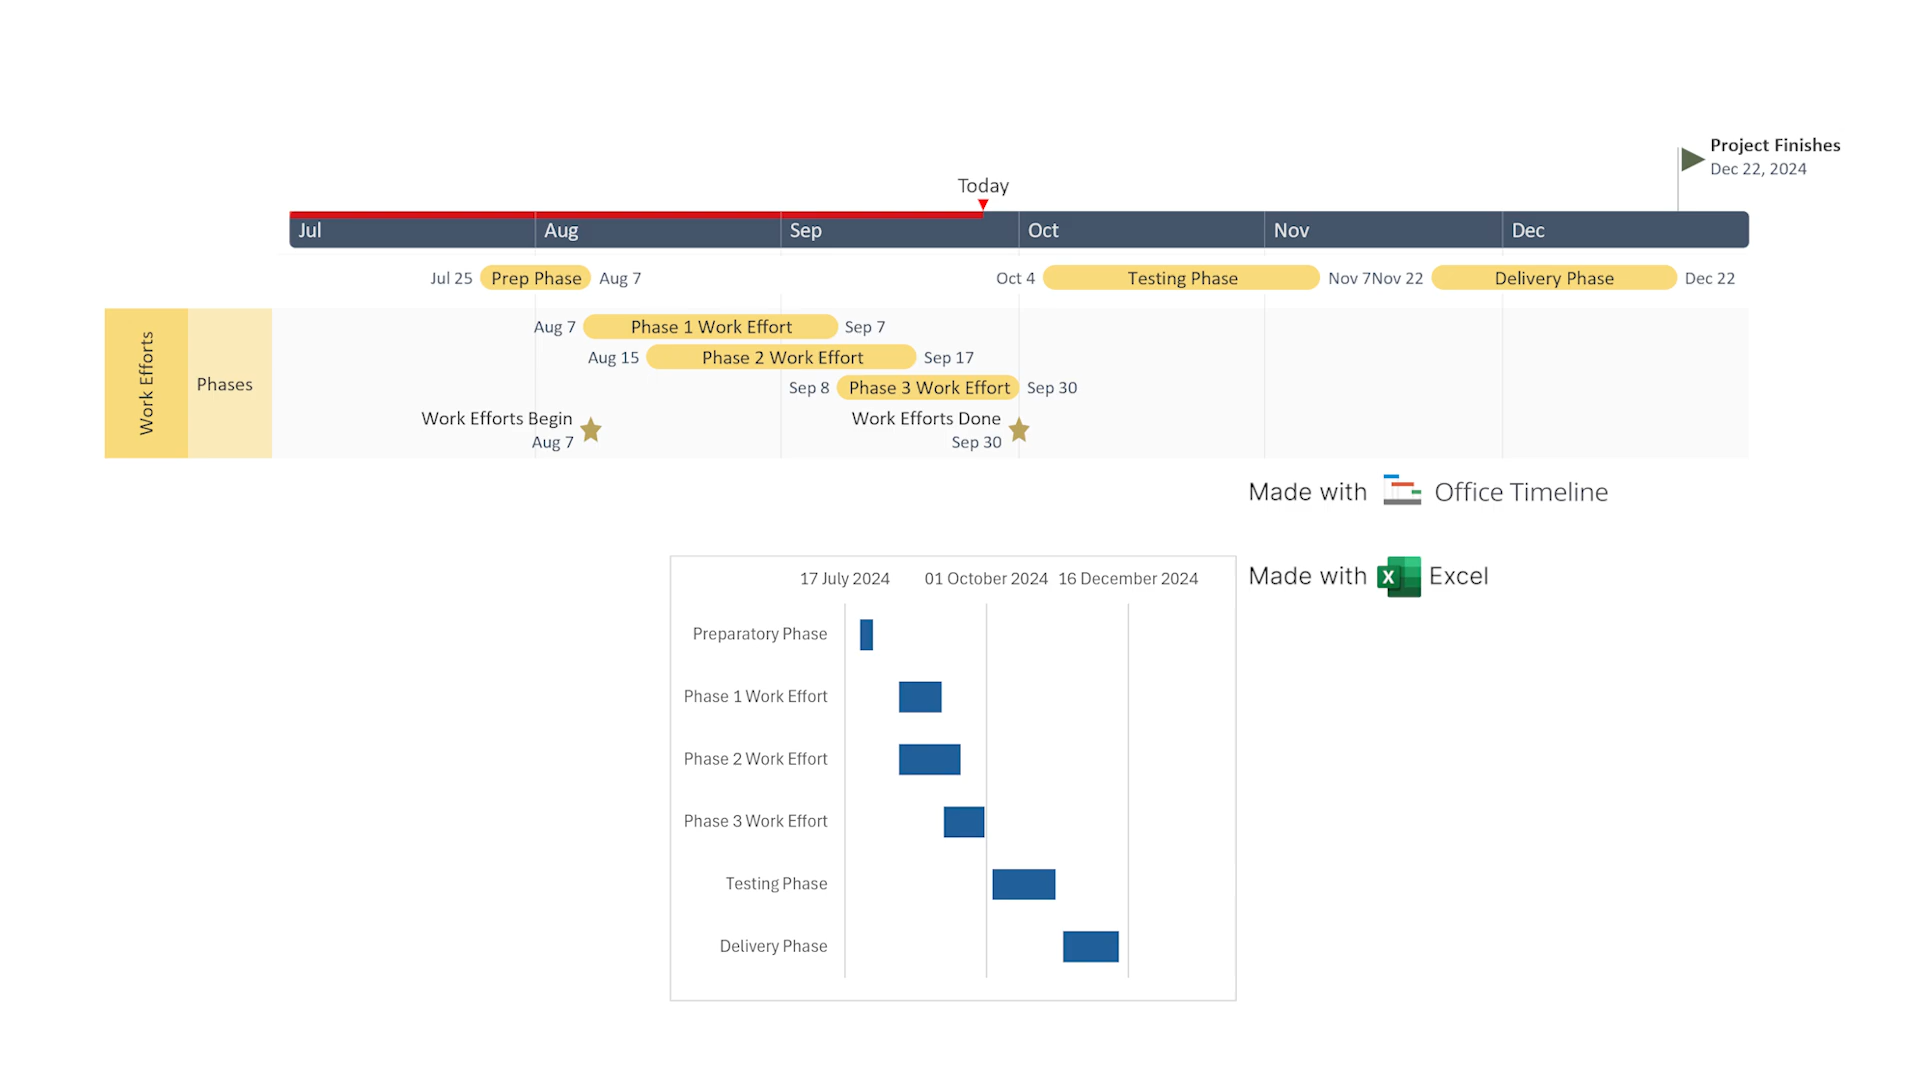 Project Finishes
Dec 22, 2024
Today
Jul Aug Sep Oct Nov Dec
Jul 25 Prep Phase Aug 7 Oct 4 Testing Phase Nov 7 Nov 22 Delivery Phase Dec 22
Work Efforts
Phases
Aug 7 Phase 1 Work Effort Sep 7
Aug 15 Phase 2 Work Effort Sep 17
Sep 8 Phase 3 Work Effort Sep 30
Work Efforts Begin
Aug 7
Work Efforts Done
Sep 30
Made with Office Timeline
Made with X Excel
17 July 2024 01 October 2024 16 December 2024
Preparatory Phase
Phase 1 Work Effort
Phase 2 Work Effort
Phase 3 Work Effort
Testing Phase
Delivery Phase